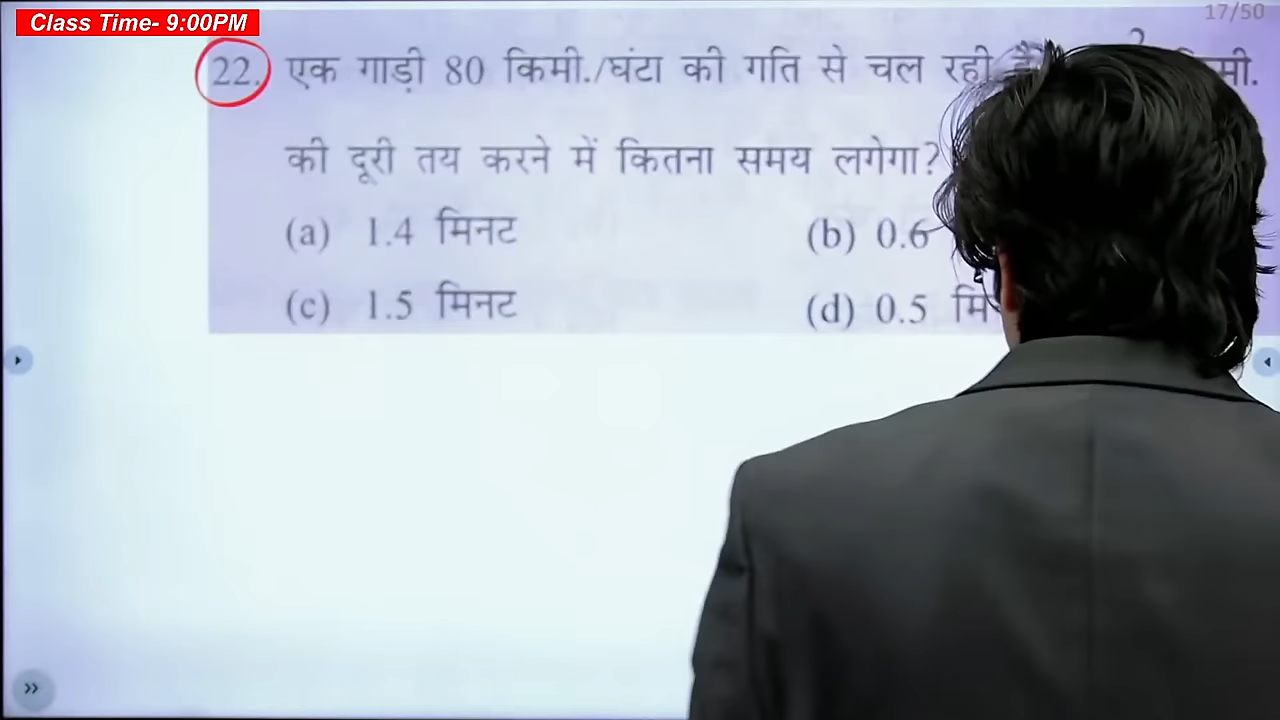 Class Time- 9:00PM
17/50
22. एक गाड़ी 80 किमी./घंटा की गति से चल रही
की दूरी तय करने में कितना समय लगेगा?
(a) 1.4 मिनट (b) 0.6
(c) 1.5 मिनट (d) 0.5